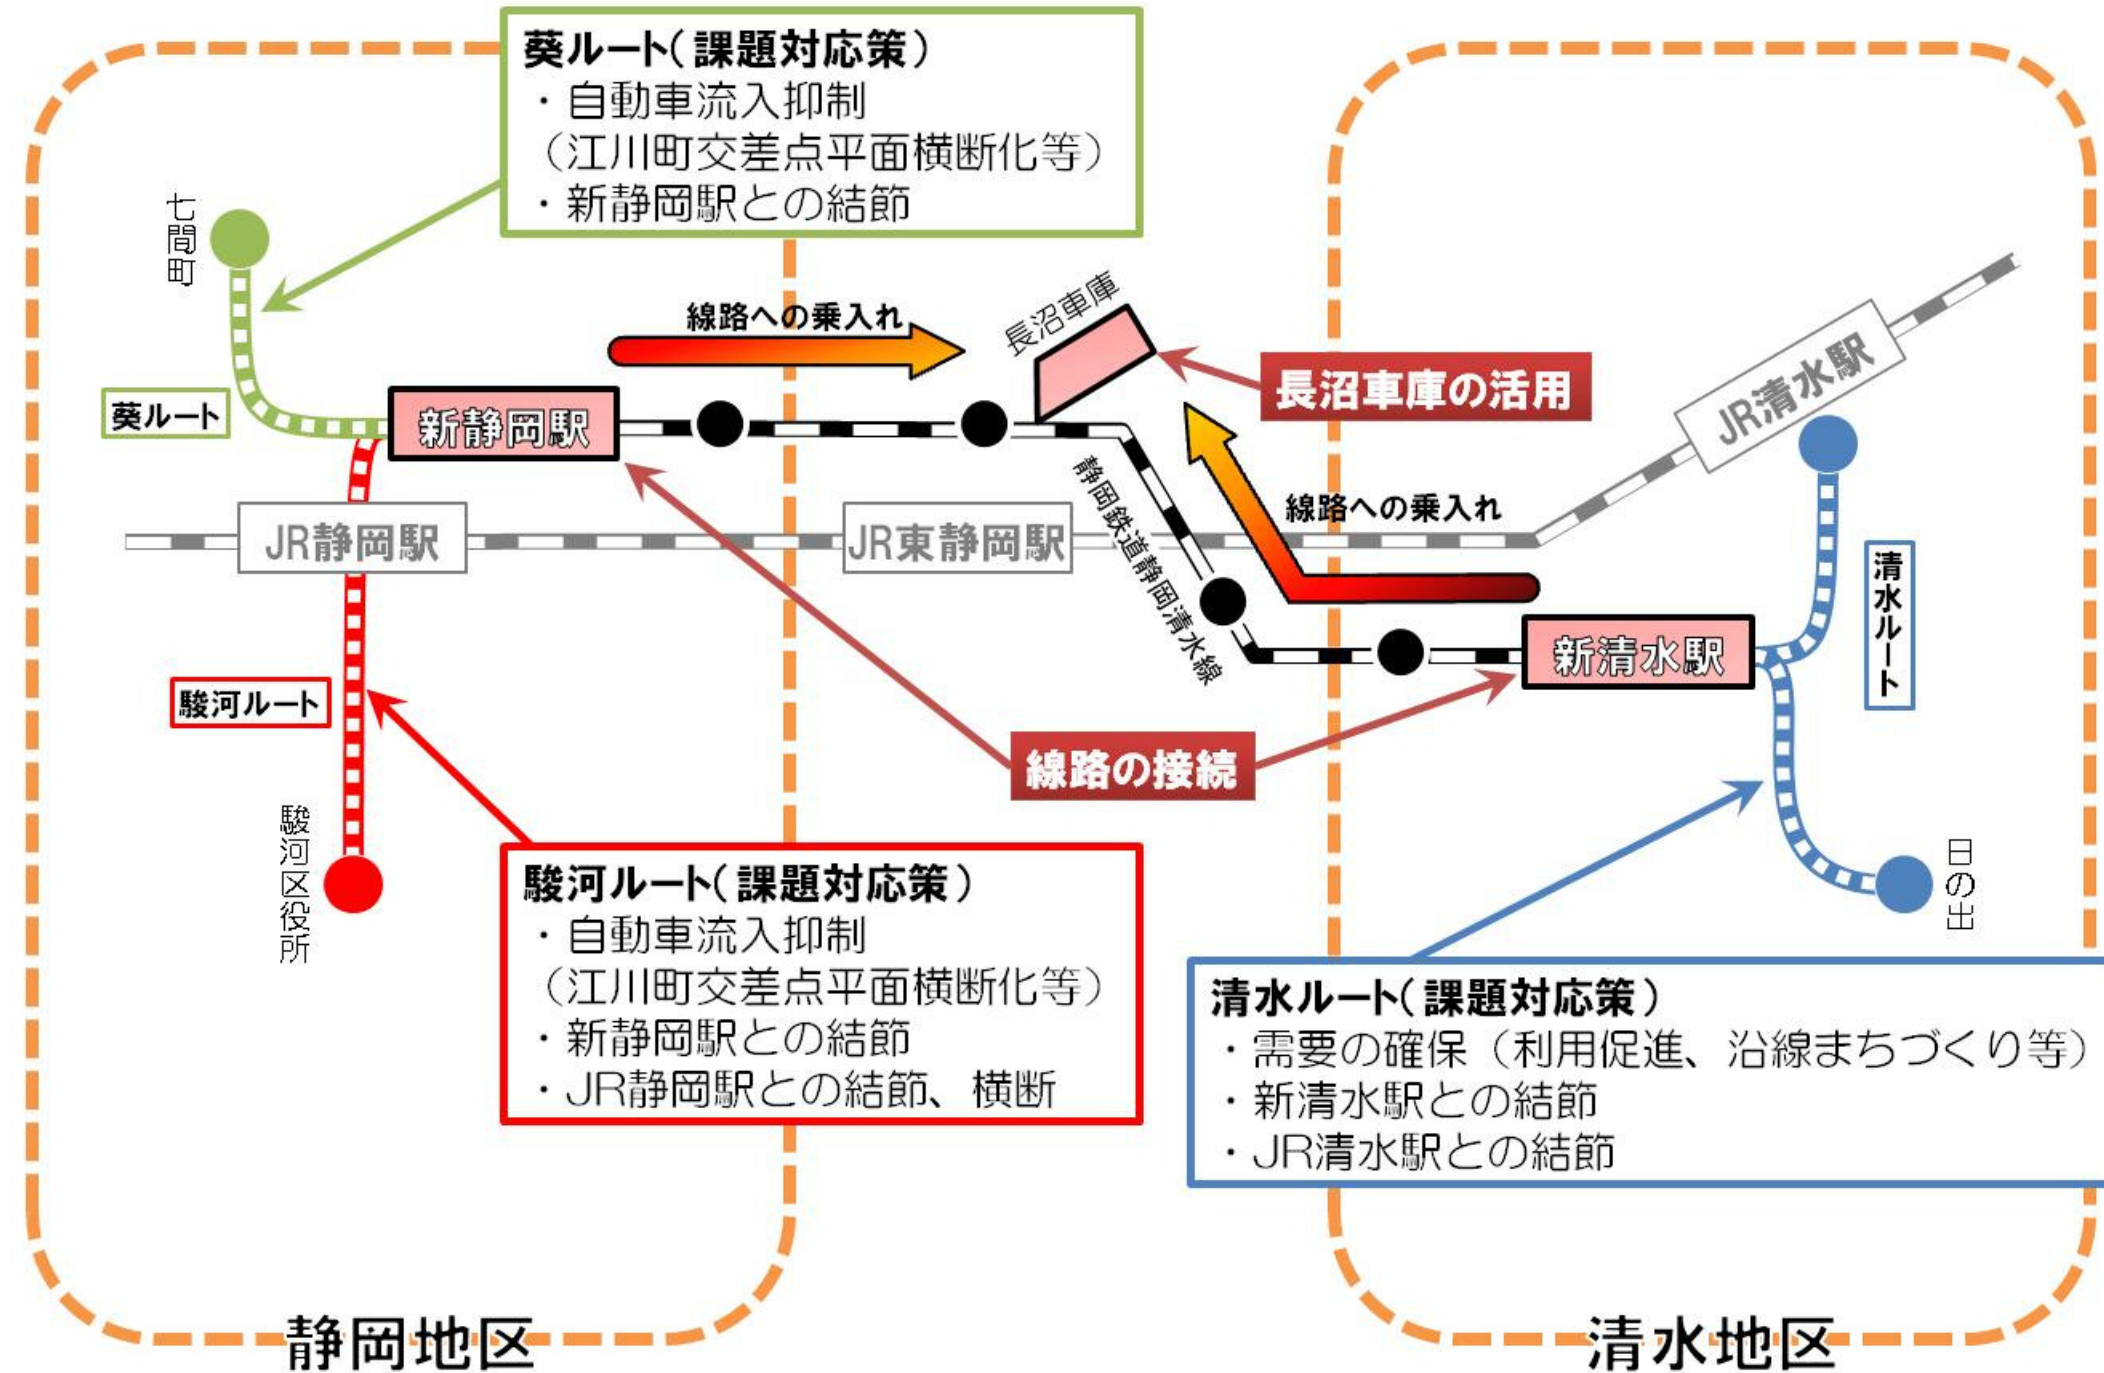 葵ルート(課題対応策)
・自動車流入抑制
(江川町交差点平面横断化等)
・新静岡駅との結節
七間町
葵ルート
新静岡駅
線路への乗入れ
長沼車庫
長沼車庫の活用
JR清水駅
静岡鉄道静岡清水線
線路への乗入れ
JR静岡駅
JR東静岡駅
清水ルート
新清水駅
駿河ルート
線路の接続
駿河区役所
日の出
駿河ルート(課題対応策)
・自動車流入抑制
(江川町交差点平面横断化等)
・新静岡駅との結節
・JR静岡駅との結節、横断
清水ルート(課題対応策)
・需要の確保(利用促進、沿線まちづくり等)
・新清水駅との結節
・JR清水駅との結節
静岡地区
清水地区